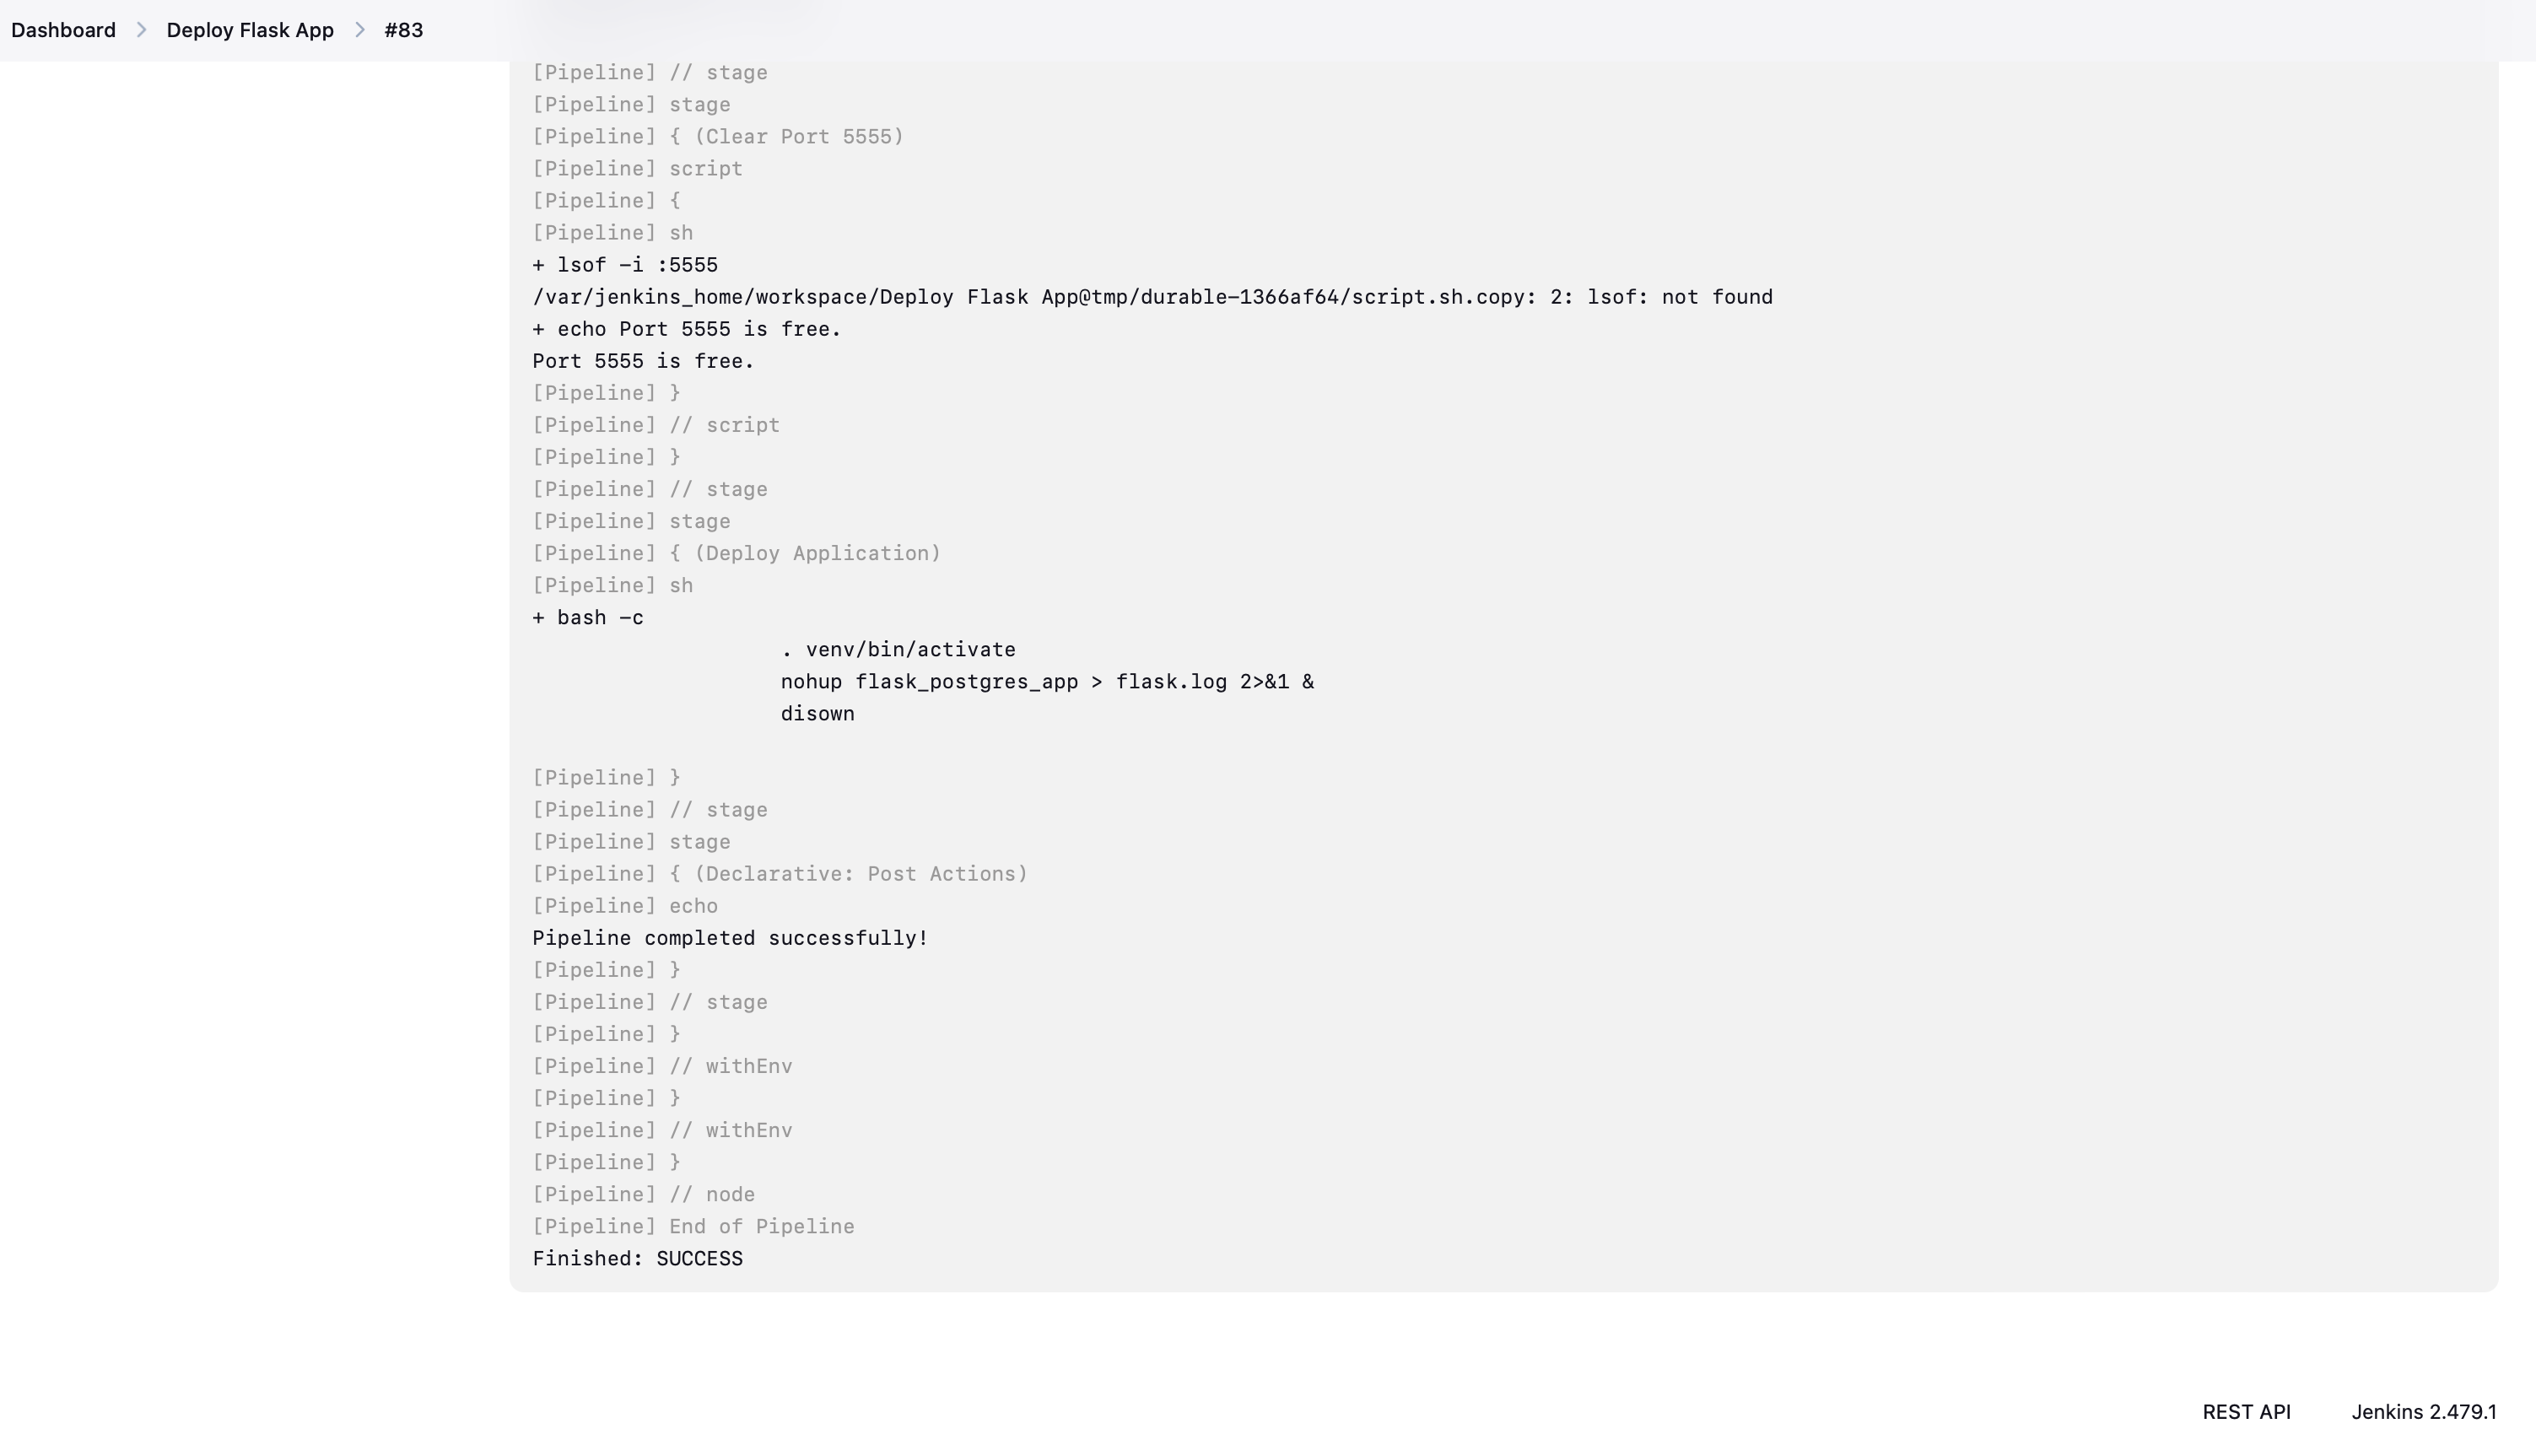 Dashboard > Deploy Flask App > #83
[Pipeline] // stage
[Pipeline] stage
[Pipeline] { (Clear Port 5555)
[Pipeline] script
[Pipeline] {
[Pipeline] sh
+ lsof -i :5555
/var/jenkins_home/workspace/Deploy Flask App@tmp/durable-1366af64/script.sh.copy: 2: lsof: not found
+ echo Port 5555 is free.
Port 5555 is free.
[Pipeline] }
[Pipeline] // script
[Pipeline] }
[Pipeline] // stage
[Pipeline] stage
[Pipeline] { (Deploy Application)
[Pipeline] sh
+ bash -c
. venv/bin/activate
nohup flask_postgres_app > flask.log 2>&1 &
disown
[Pipeline] }
[Pipeline] // stage
[Pipeline] stage
[Pipeline] { (Declarative: Post Actions)
[Pipeline] echo
Pipeline completed successfully!
[Pipeline] }
[Pipeline] // stage
[Pipeline] }
[Pipeline] // withEnv
[Pipeline] }
[Pipeline] // withEnv
[Pipeline] }
[Pipeline] // node
[Pipeline] End of Pipeline
Finished: SUCCESS
REST API Jenkins 2.479.1